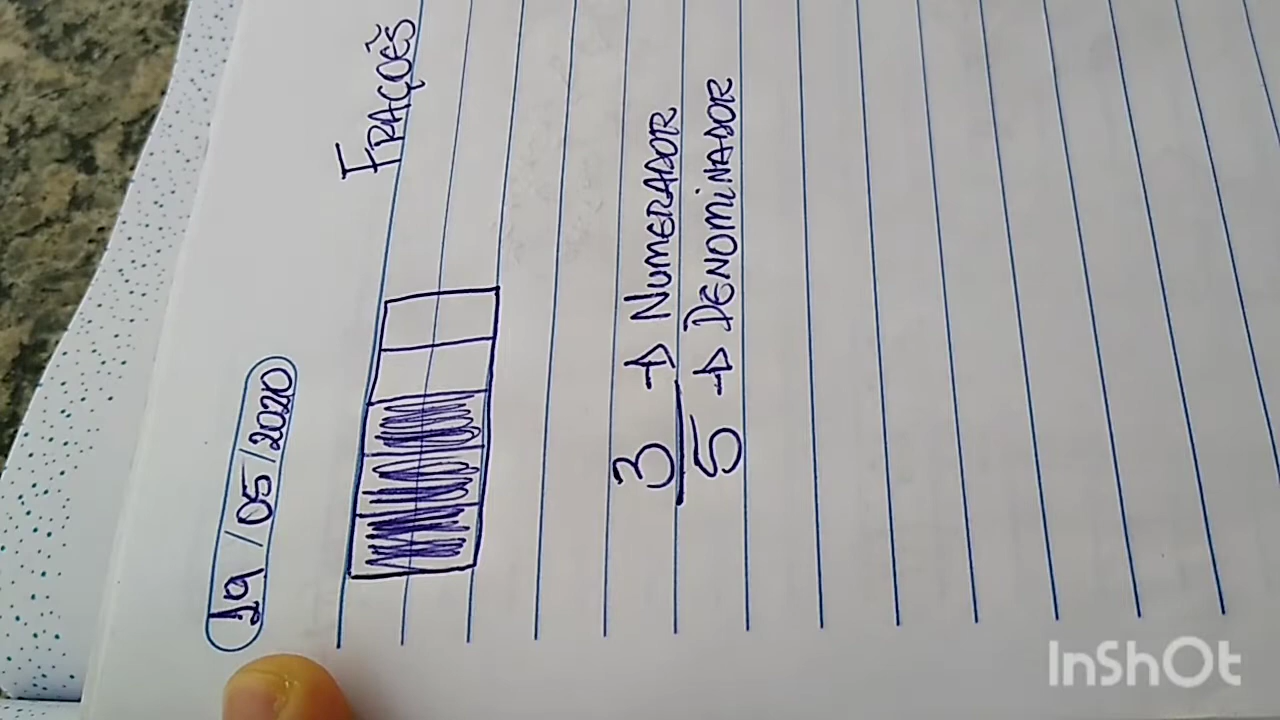 19/05/2020
FRAÇÕES
3 → NUMERADOR
5 → DENOMINADOR
InShOt